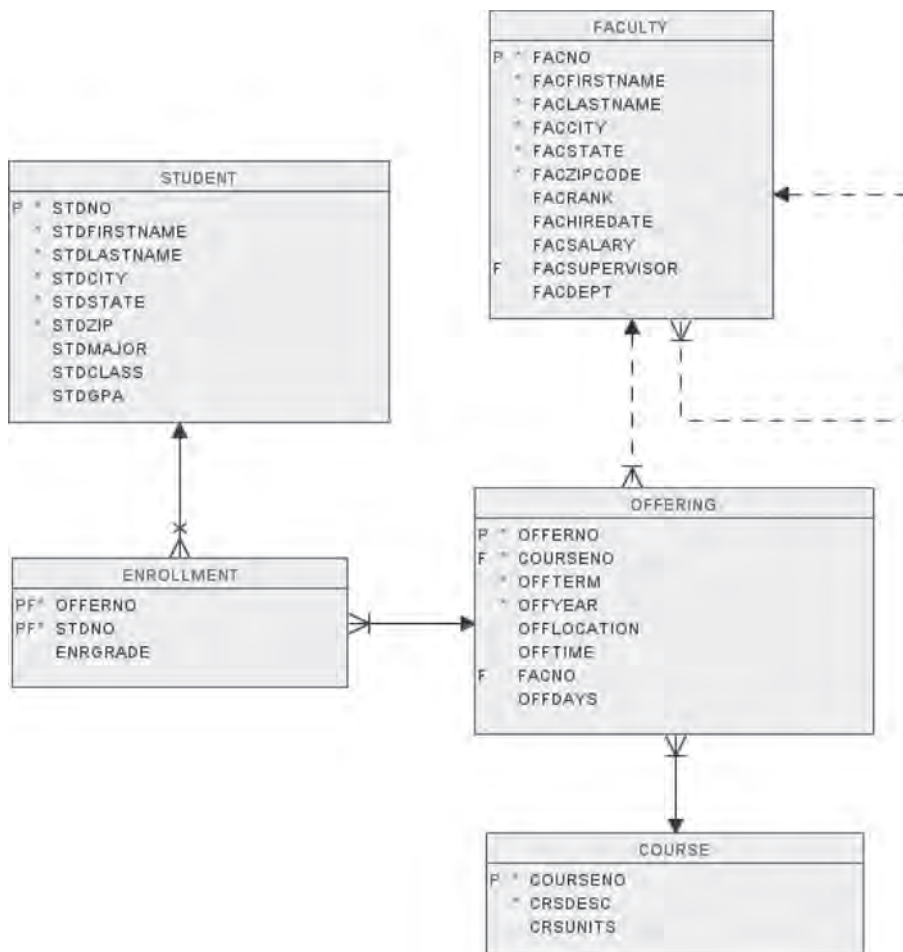 FACULTY
P * FACNO
* FACFIRSTNAME
* FACLASTNAME
* FACCITY
* FACSTATE
* FACZIPCODE
FACRANK
FACHIREDATE
FACSALARY
F FACSUPERVISOR
FACDEPT
STUDENT
P * STDNO
* STDFIRSTNAME
* STDLASTNAME
* STDCITY
* STDSTATE
* STDZIP
STDMAJOR
STDCLASS
STDGPA
ENROLLMENT
PF* OFFERNO
PF* STDNO
ENRGRADE
OFFERING
P * OFFERNO
F * COURSENO
* OFFTERM
* OFFYEAR
OFFLOCATION
OFFTIME
F FACNO
OFFDAYS
COURSE
P * COURSENO
* CRSDESC
CRSUNITS